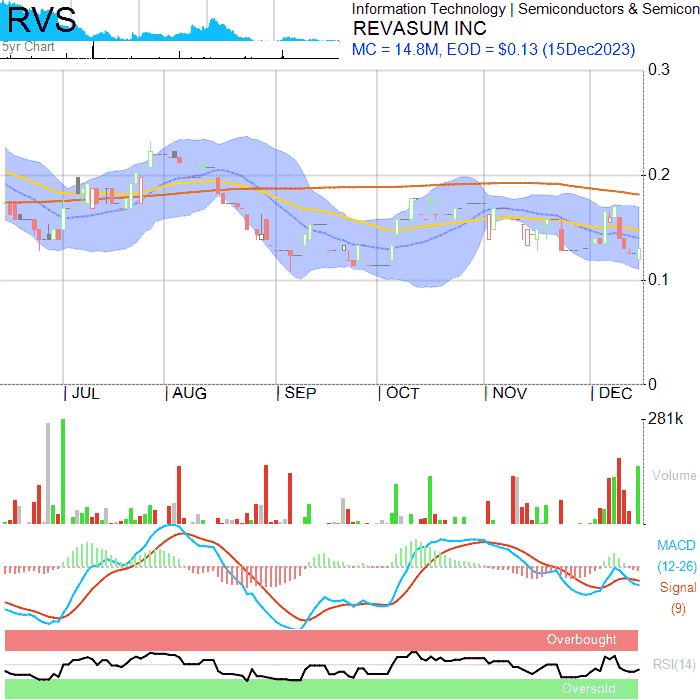 RVS
5yr Chart
Information Technology | Semiconductors & Semicon
REVASUM INC
MC = 14.8M, EOD = $0.13 (15Dec2023)
0.3
0.2
0.1
0
JUL AUG SEP OCT NOV DEC
281k
Volume
MACD
(12-26)
Signal
(9)
Overbought
RSI(14)
Oversold